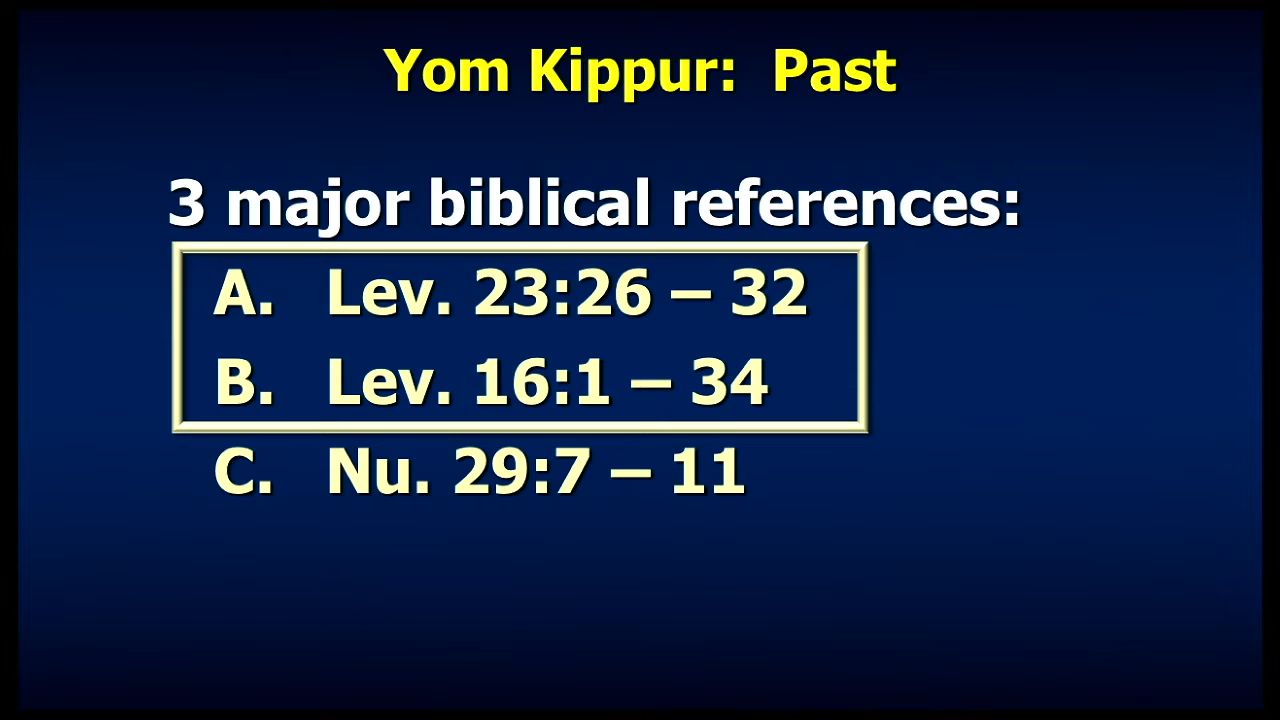 Yom Kippur: Past
3 major biblical references:
A. Lev. 23:26 – 32
B. Lev. 16:1 – 34
C. Nu. 29:7 – 11